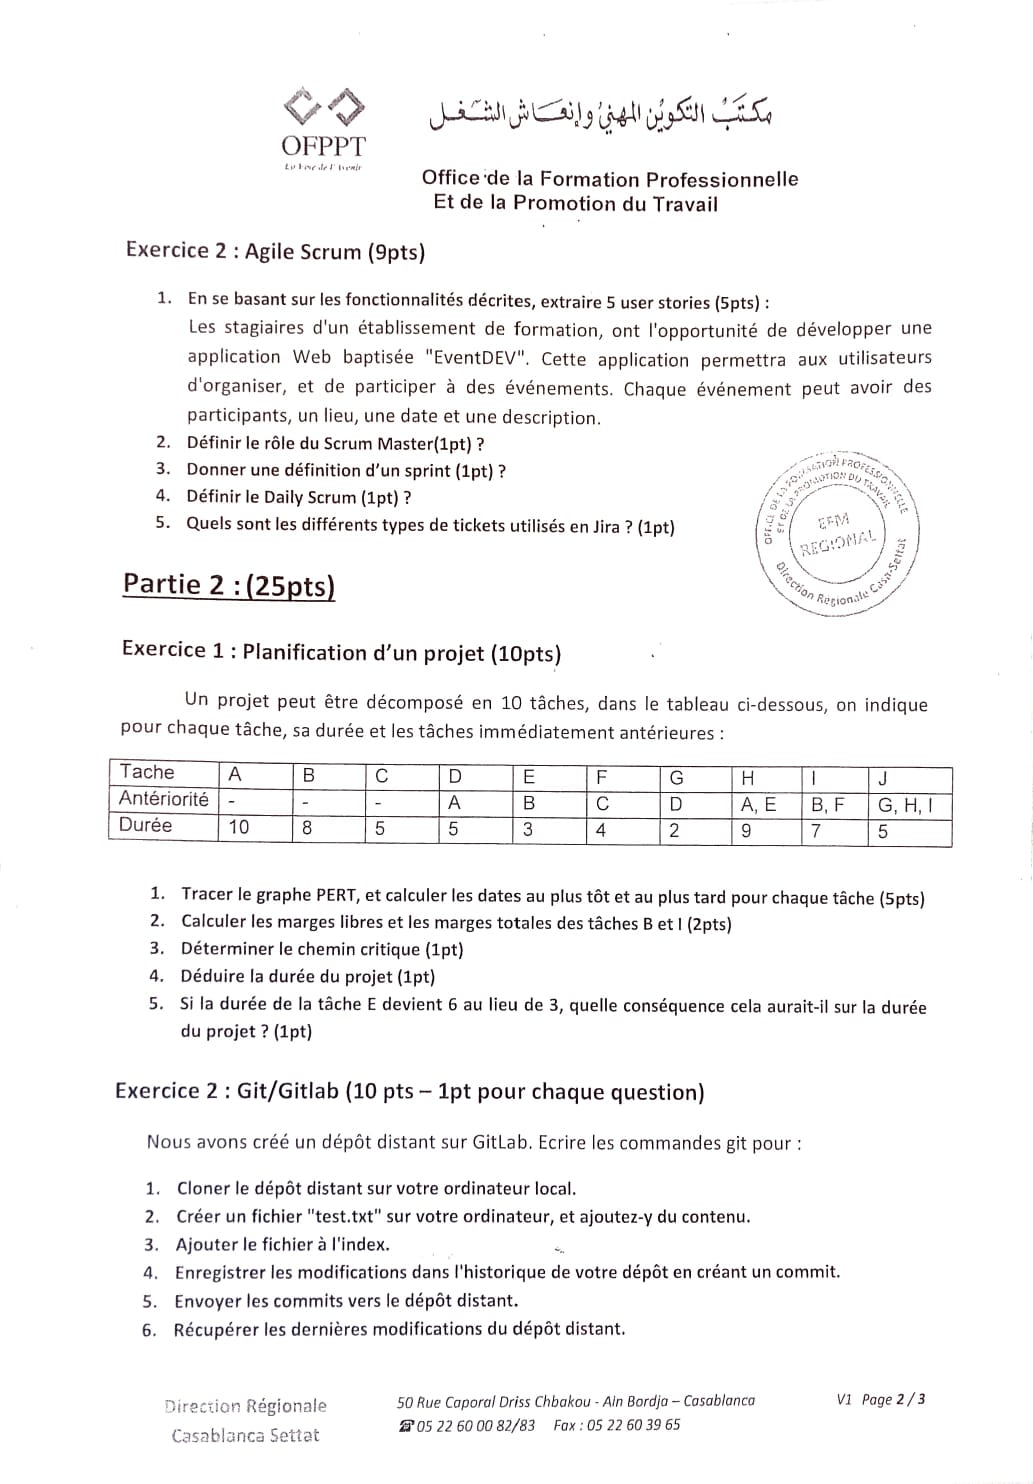 OFPPT
La Voie de l'Avenir
مكتب التكوين المهني وإنعاش الشغل
Office de la Formation Professionnelle
Et de la Promotion du Travail
Exercice 2 : Agile Scrum (9pts)
1. En se basant sur les fonctionnalités décrites, extraire 5 user stories (5pts) :
Les stagiaires d'un établissement de formation, ont l'opportunité de développer une
application Web baptisée "EventDEV". Cette application permettra aux utilisateurs
d'organiser, et de participer à des événements. Chaque événement peut avoir des
participants, un lieu, une date et une description.
2. Définir le rôle du Scrum Master(1pt) ?
3. Donner une définition d'un sprint (1pt) ?
4. Définir le Daily Scrum (1pt) ?
5. Quels sont les différents types de tickets utilisés en Jira ? (1pt)
OFFICE DE LA FORMATION PROFESSIONNELLE
ET DE LA PROMOTION DU TRAVAIL
EFM
REGIONAL
Direction Régionale Casa-Settat
Partie 2 : (25pts)
Exercice 1 : Planification d'un projet (10pts)
Un projet peut être décomposé en 10 tâches, dans le tableau ci-dessous, on indique
pour chaque tâche, sa durée et les tâches immédiatement antérieures :
Tache A B C D E F G H I J
Antériorité - - - A B C D A, E B, F G, H, I
Durée 10 8 5 5 3 4 2 9 7 5
1. Tracer le graphe PERT, et calculer les dates au plus tôt et au plus tard pour chaque tâche (5pts)
2. Calculer les marges libres et les marges totales des tâches B et I (2pts)
3. Déterminer le chemin critique (1pt)
4. Déduire la durée du projet (1pt)
5. Si la durée de la tâche E devient 6 au lieu de 3, quelle conséquence cela aurait-il sur la durée
du projet ? (1pt)
Exercice 2 : Git/Gitlab (10 pts – 1pt pour chaque question)
Nous avons créé un dépôt distant sur GitLab. Ecrire les commandes git pour :
1. Cloner le dépôt distant sur votre ordinateur local.
2. Créer un fichier "test.txt" sur votre ordinateur, et ajoutez-y du contenu.
3. Ajouter le fichier à l'index.
4. Enregistrer les modifications dans l'historique de votre dépôt en créant un commit.
5. Envoyer les commits vers le dépôt distant.
6. Récupérer les dernières modifications du dépôt distant.
Direction Régionale
Casablanca Settat
50 Rue Caporal Driss Chbakou - Aln Bordja – Casablanca
☎ 05 22 60 00 82/83 Fax : 05 22 60 39 65
V1 Page 2 / 3